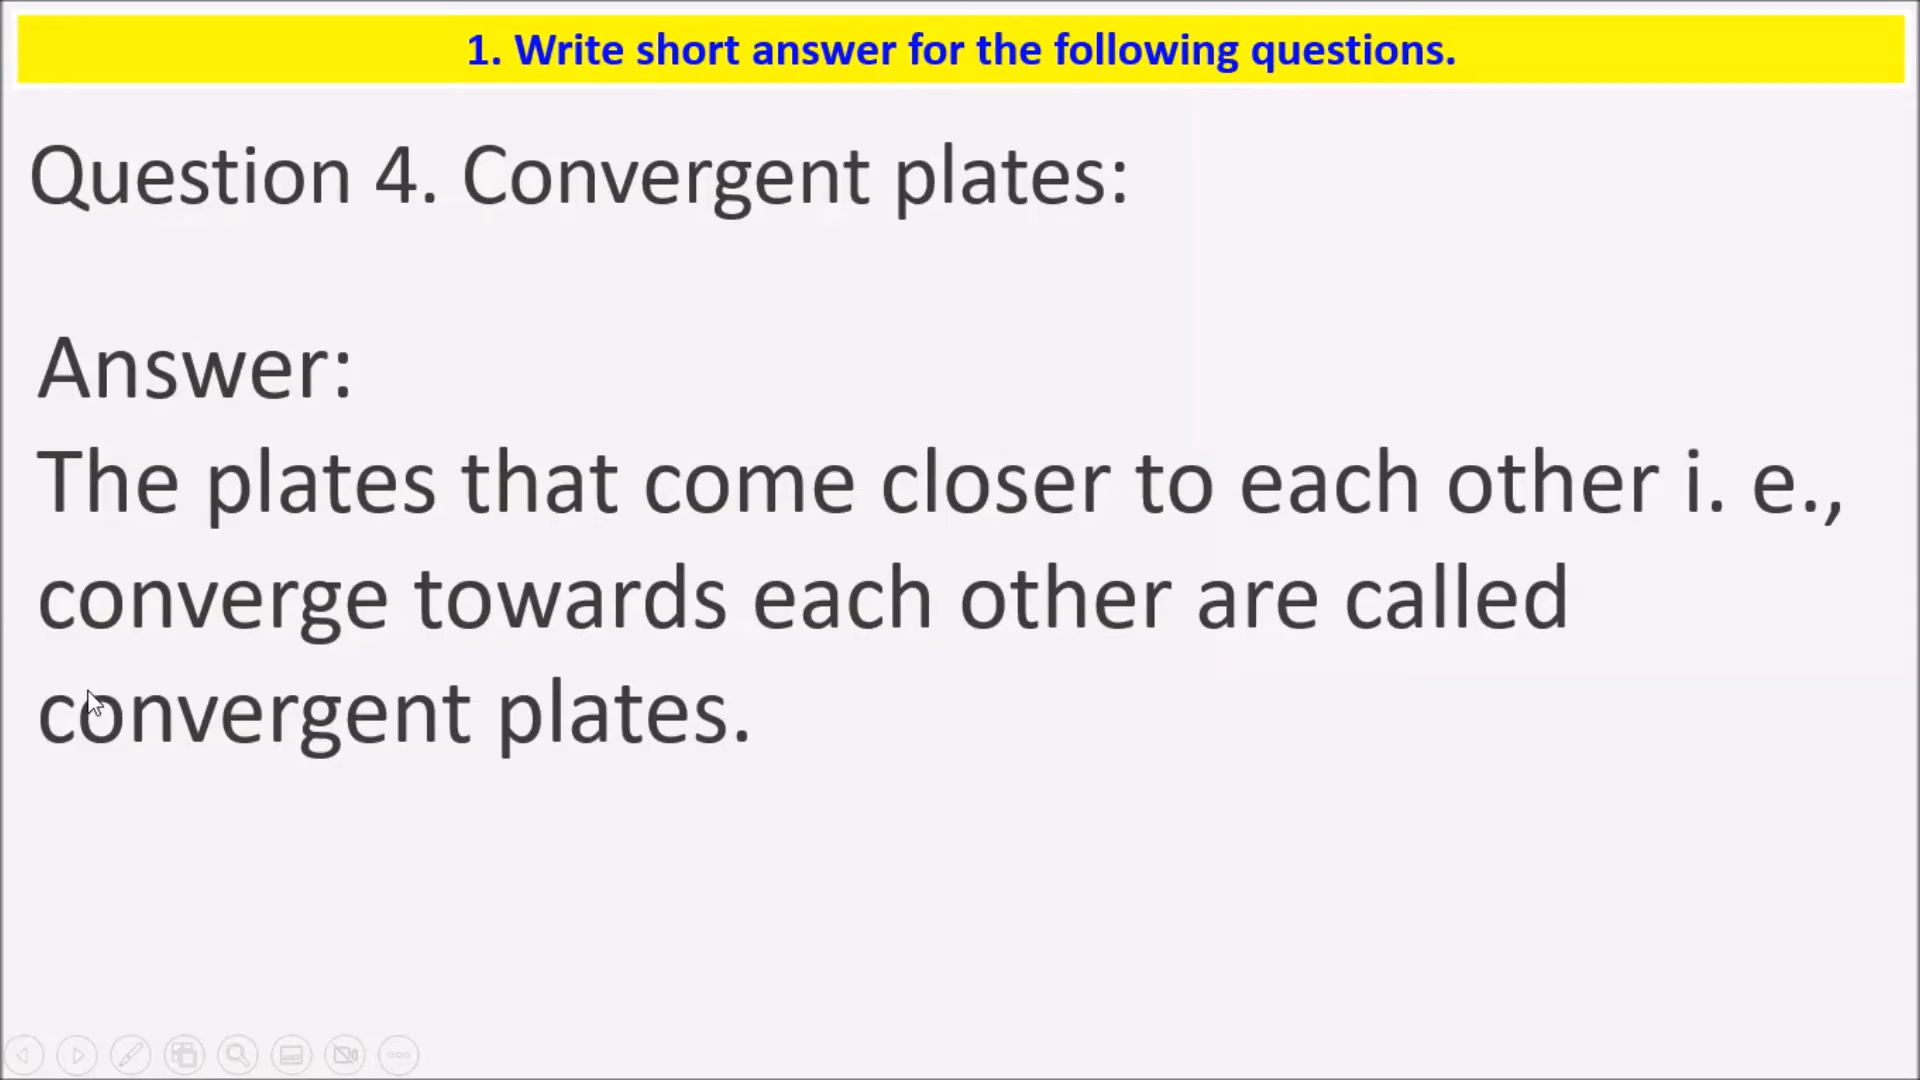 1. Write short answer for the following questions.
Question 4. Convergent plates:
Answer:
The plates that come closer to each other i. e.,
converge towards each other are called
convergent plates.